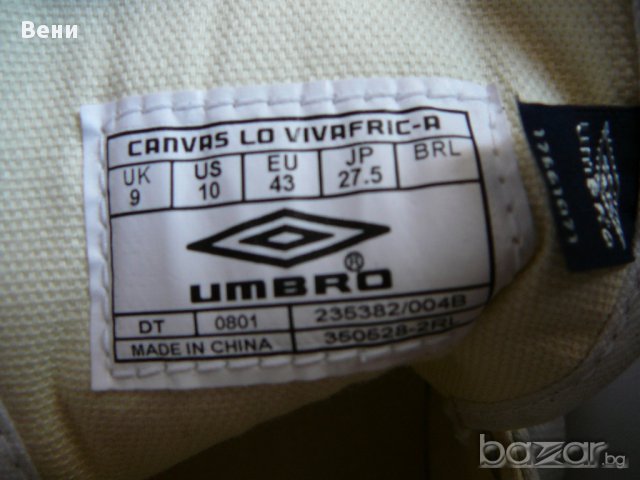 Вени
CANVAS LO VIVAFRIC-A
UK US EU JP BRL
9 10 43 27.5
UMBRO®
DT 0801 235382/004B
MADE IN CHINA 350528-2RL
umbro
17561071
bazar.bg